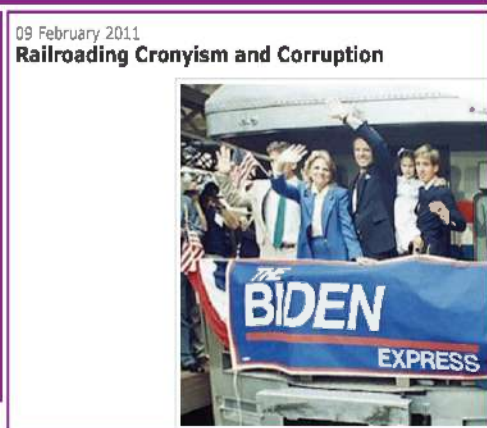 09 February 2011
Railroading Cronyism and Corruption
THE
BIDEN
EXPRESS